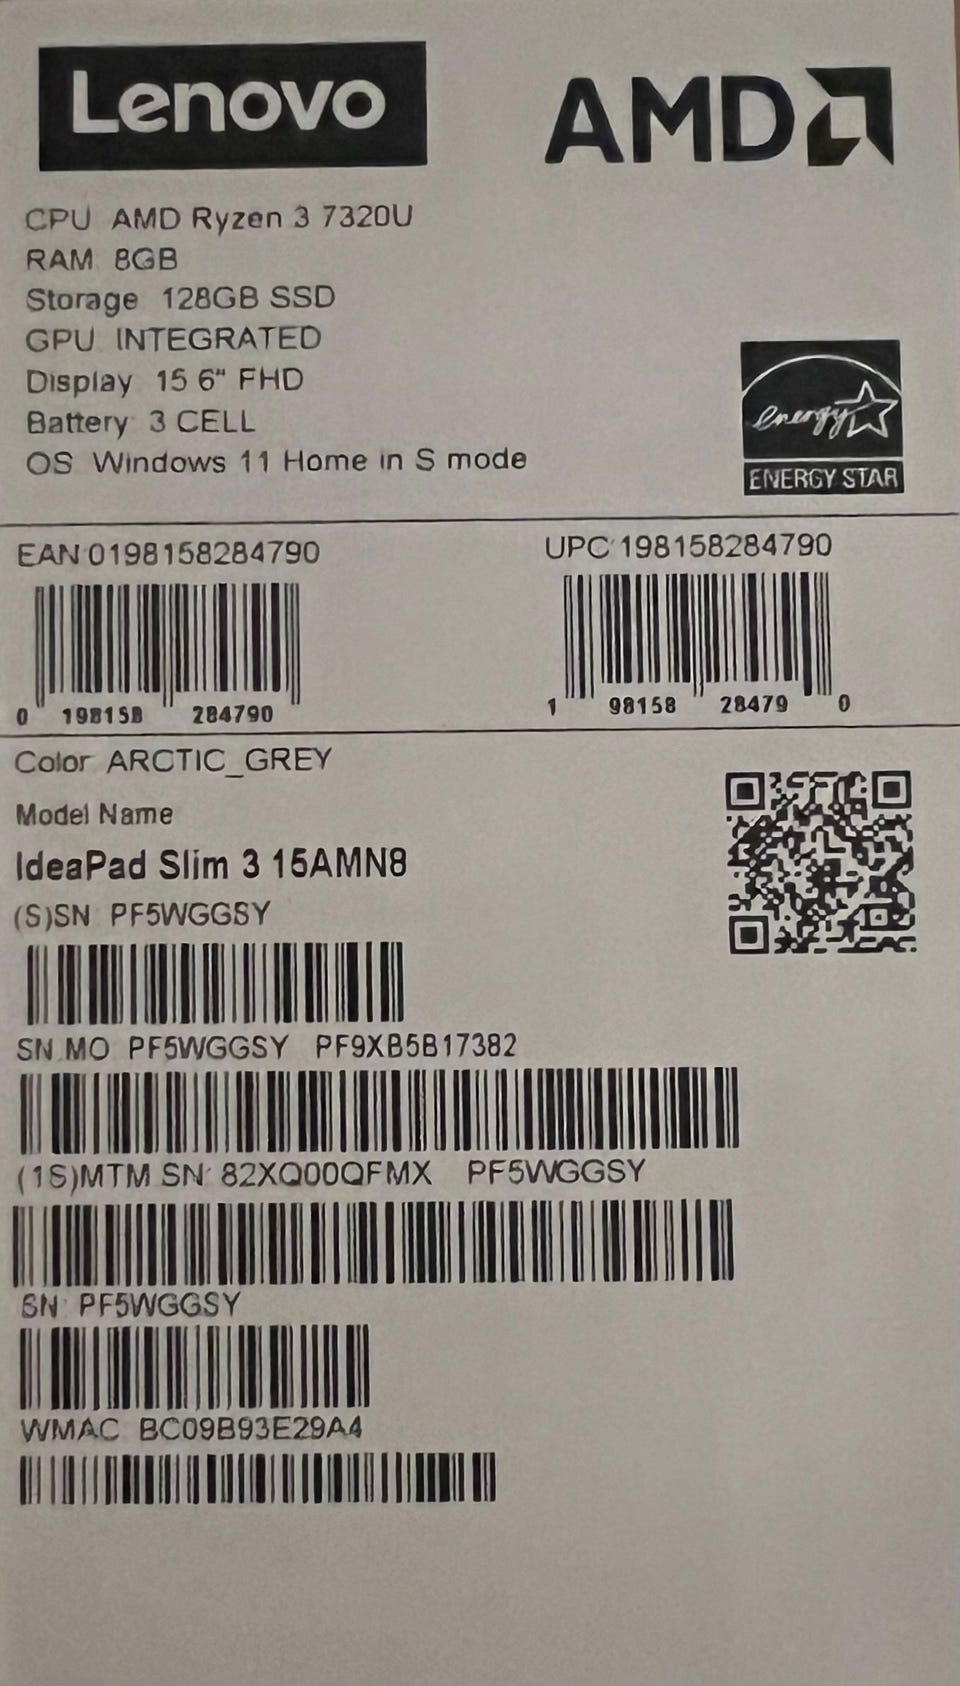 Lenovo
AMD
CPU AMD Ryzen 3 7320U
RAM 8GB
Storage 128GB SSD
GPU INTEGRATED
Display 15 6" FHD
Battery 3 CELL
OS Windows 11 Home in S mode
energy
ENERGY STAR
EAN:0198158284790
UPC:198158284790
0 198158 284790
1 98158 28479 0
Color ARCTIC_GREY
Model Name
IdeaPad Slim 3 15AMN8
(S)SN PF5WGGSY
SN MO PF5WGGSY PF9XB5B17382
(1S)MTM SN: 82XQ00QFMX PF5WGGSY
SN: PF5WGGSY
WMAC BC09B93E29A4